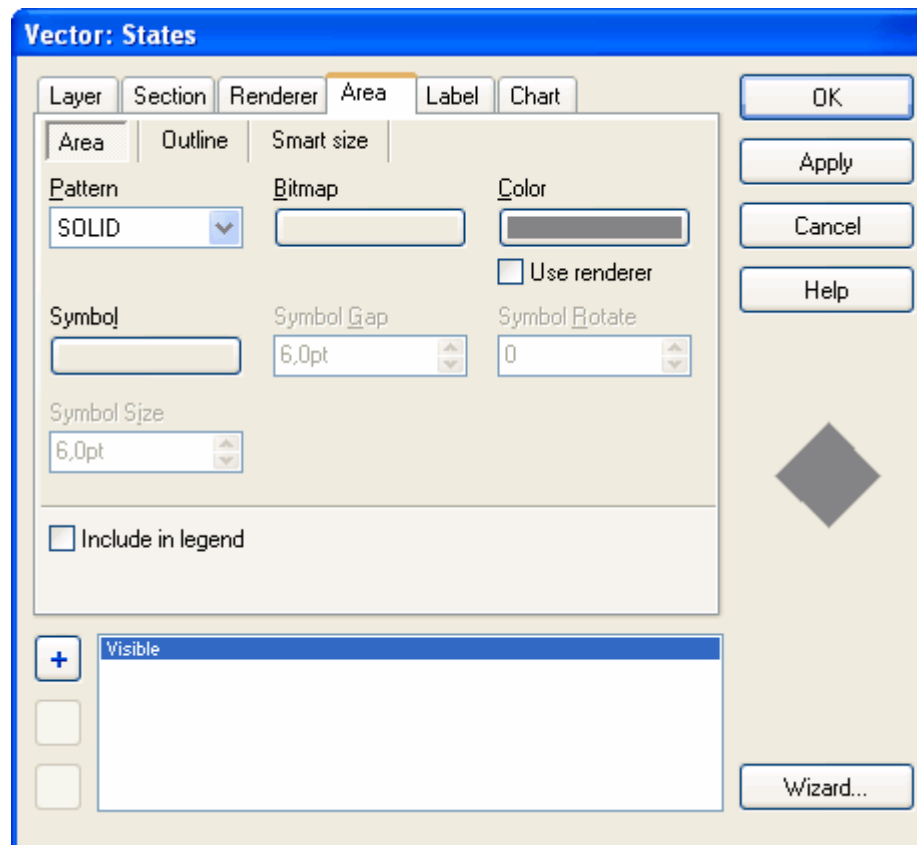 Vector: States
Layer Section Renderer Area Label Chart
Area Outline Smart size
Pattern Bitmap Color
SOLID
Use renderer
Symbol Symbol Gap Symbol Rotate
6,0pt 0
Symbol Size
6,0pt
Include in legend
+
Visible
OK
Apply
Cancel
Help
Wizard...